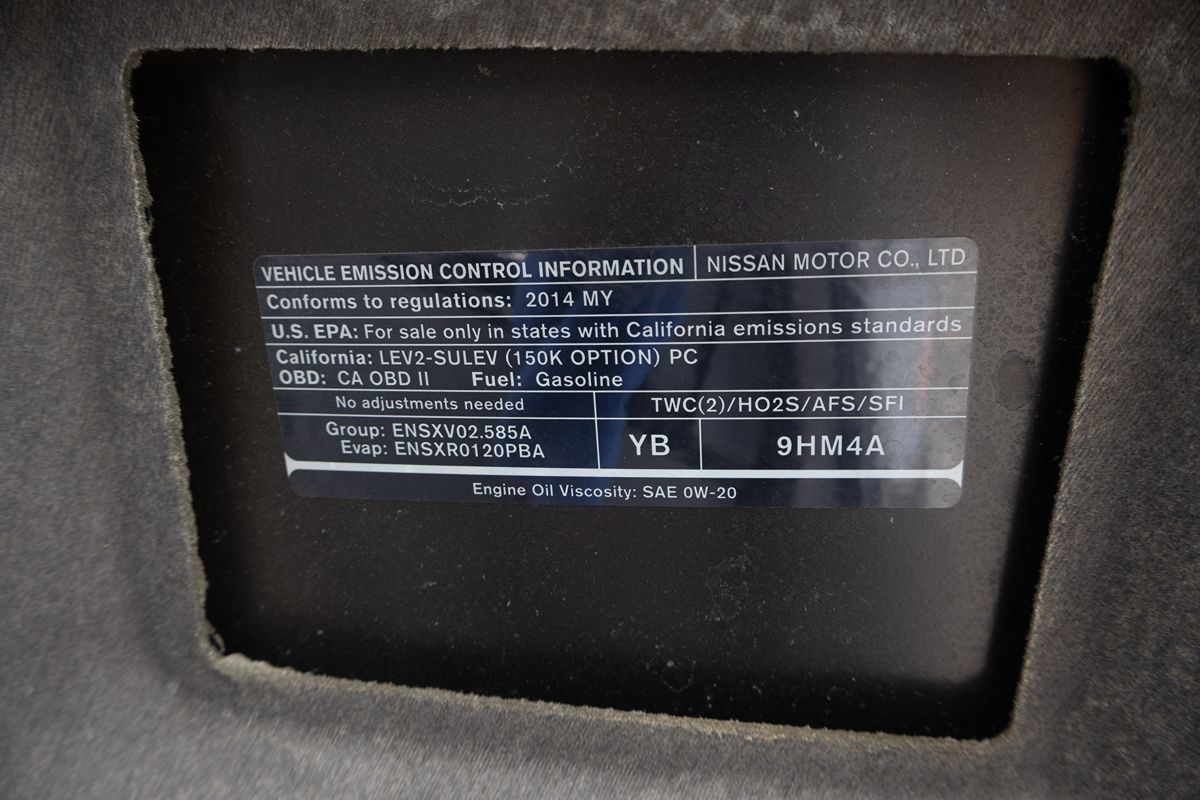 VEHICLE EMISSION CONTROL INFORMATION NISSAN MOTOR CO., LTD
Conforms to regulations: 2014 MY
U.S. EPA: For sale only in states with California emissions standards
California: LEV2-SULEV (150K OPTION) PC
OBD: CA OBD II Fuel: Gasoline
No adjustments needed TWC(2)/HO2S/AFS/SFI
Group: ENSXV02.585A
Evap: ENSXR0120PBA
YB 9HM4A
Engine Oil Viscosity: SAE 0W-20